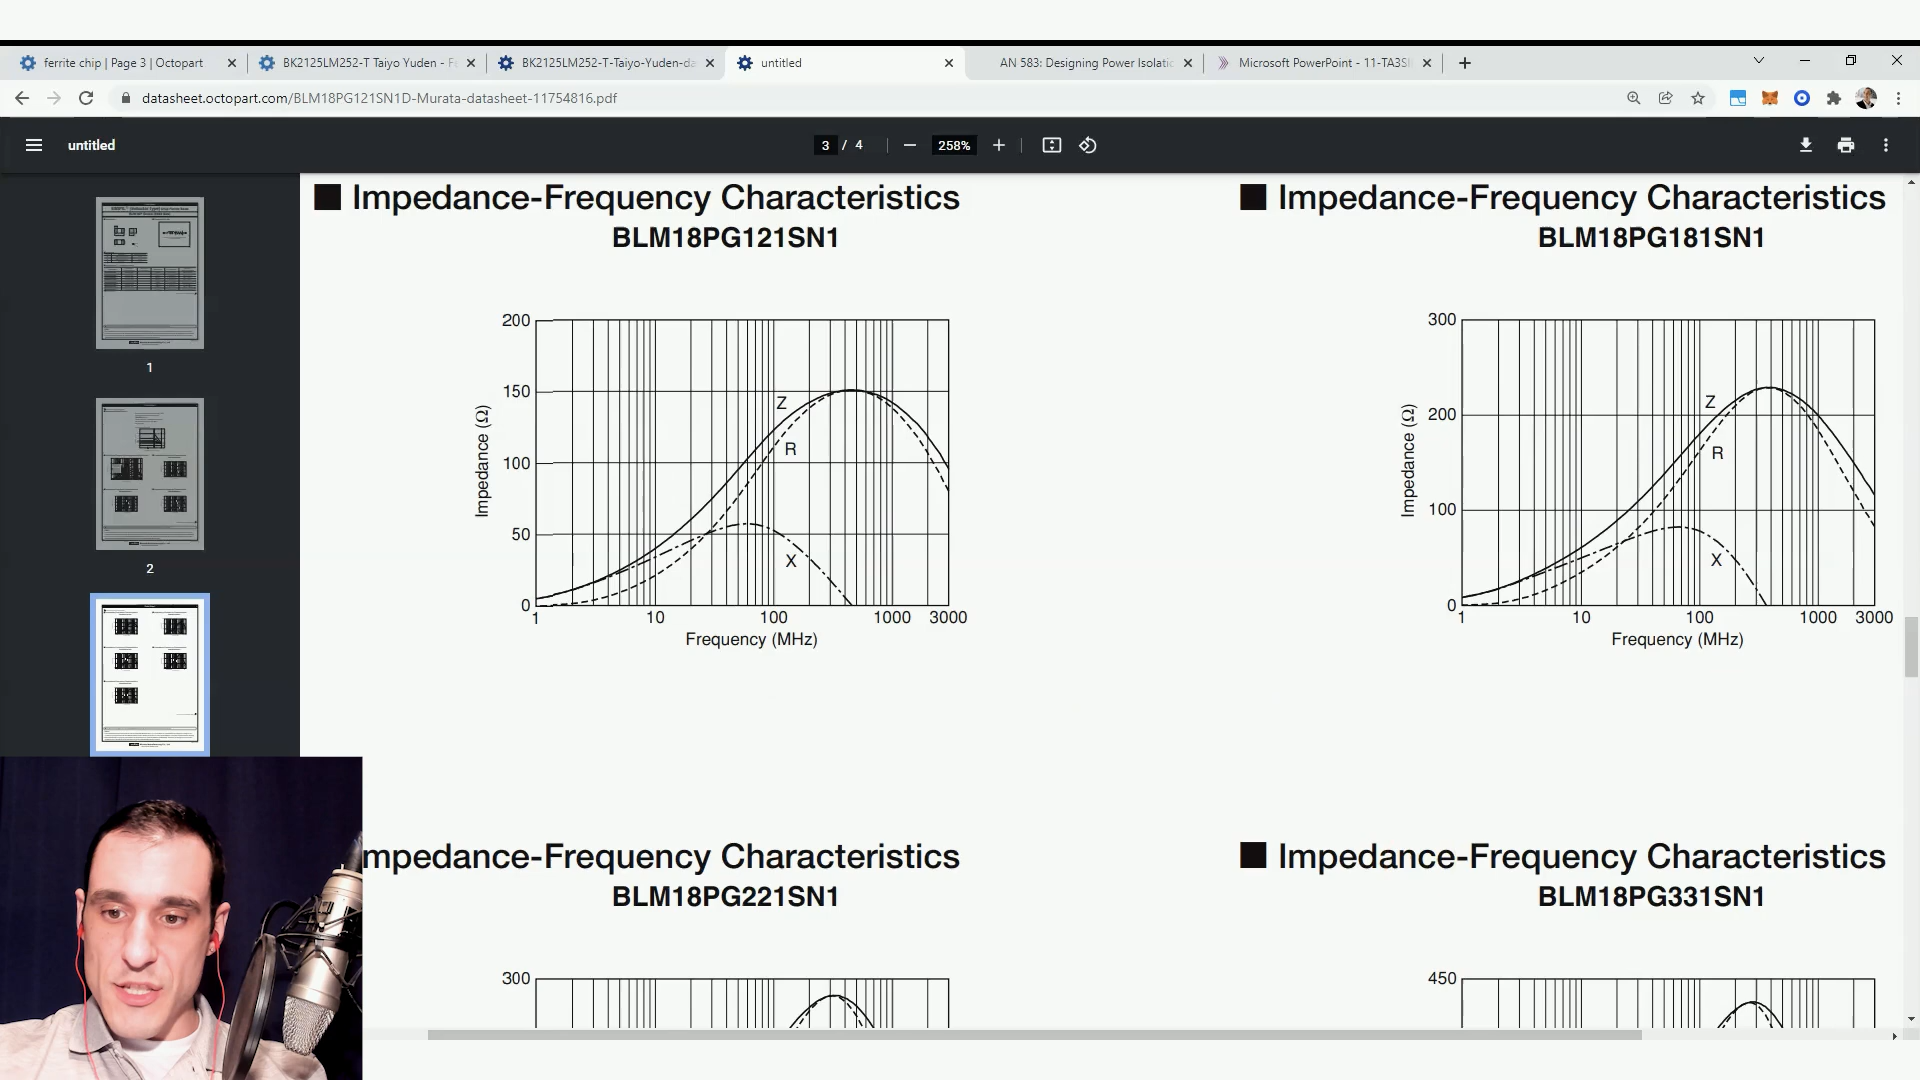 ferrite chip | Page 3 | Octopart
BK2125LM252-T Taiyo Yuden - F
BK2125LM252-T-Taiyo-Yuden-da
untitled
AN 583: Designing Power Isolatic
Microsoft PowerPoint - 11-TA3S
datasheet.octopart.com/BLM18PG121SN1D-Murata-datasheet-11754816.pdf
untitled
3 / 4
258%
1
2
■ Impedance-Frequency Characteristics
BLM18PG121SN1
200
150
100
50
0
Impedance (Ω)
Z
R
X
1 10 100 1000 3000
Frequency (MHz)
■ Impedance-Frequency Characteristics
BLM18PG181SN1
300
200
100
0
Impedance (Ω)
Z
R
X
1 10 100 1000 3000
Frequency (MHz)
mpedance-Frequency Characteristics
BLM18PG221SN1
300
■ Impedance-Frequency Characteristics
BLM18PG331SN1
450